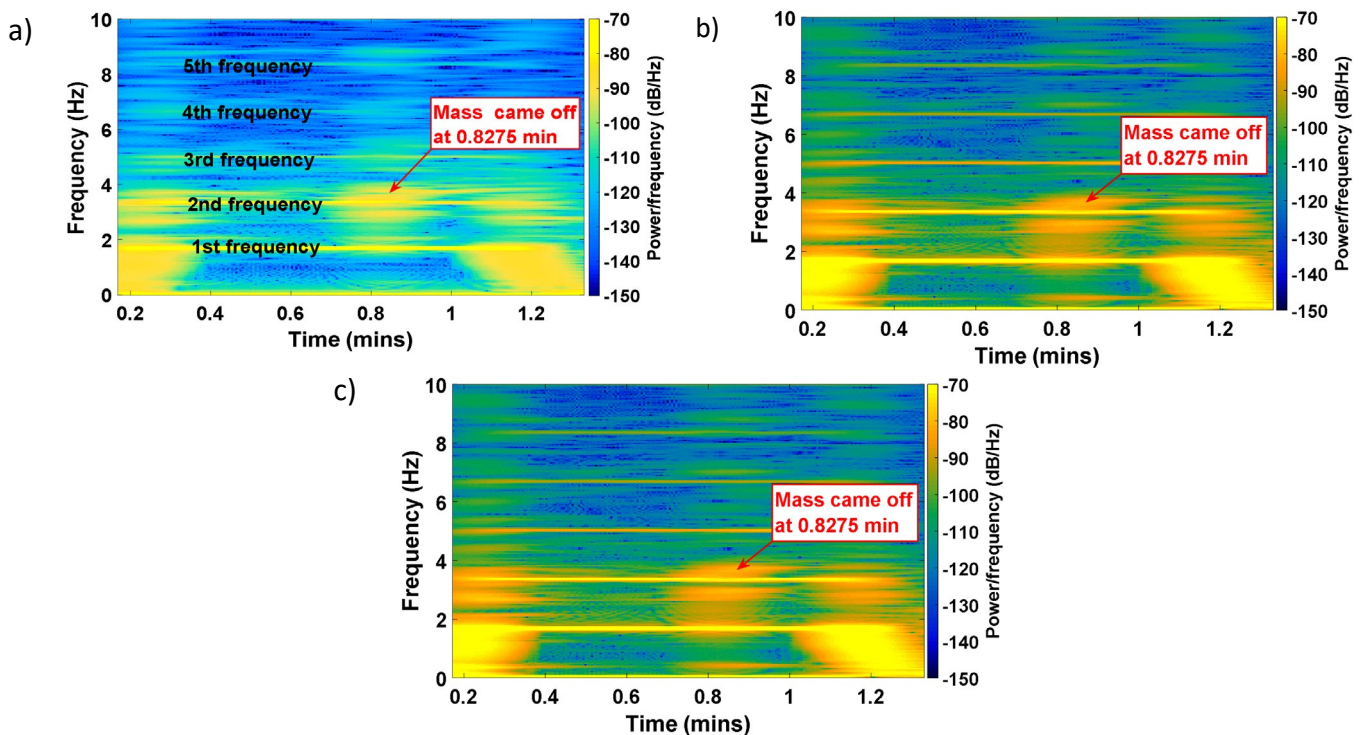 a)
10
8
6
4
2
0
Frequency (Hz)
5th frequency
4th frequency
3rd frequency
2nd frequency
1st frequency
Mass came off
at 0.8275 min
0.2 0.4 0.6 0.8 1 1.2
Time (mins)
-70
-80
-90
-100
-110
-120
-130
-140
-150
Power/frequency (dB/Hz)
b)
10
8
6
4
2
0
Frequency (Hz)
Mass came off
at 0.8275 min
0.2 0.4 0.6 0.8 1 1.2
Time (mins)
-70
-80
-90
-100
-110
-120
-130
-140
-150
Power/frequency (dB/Hz)
c)
10
8
6
4
2
0
Frequency (Hz)
Mass came off
at 0.8275 min
0.2 0.4 0.6 0.8 1 1.2
Time (mins)
-70
-80
-90
-100
-110
-120
-130
-140
-150
Power/frequency (dB/Hz)